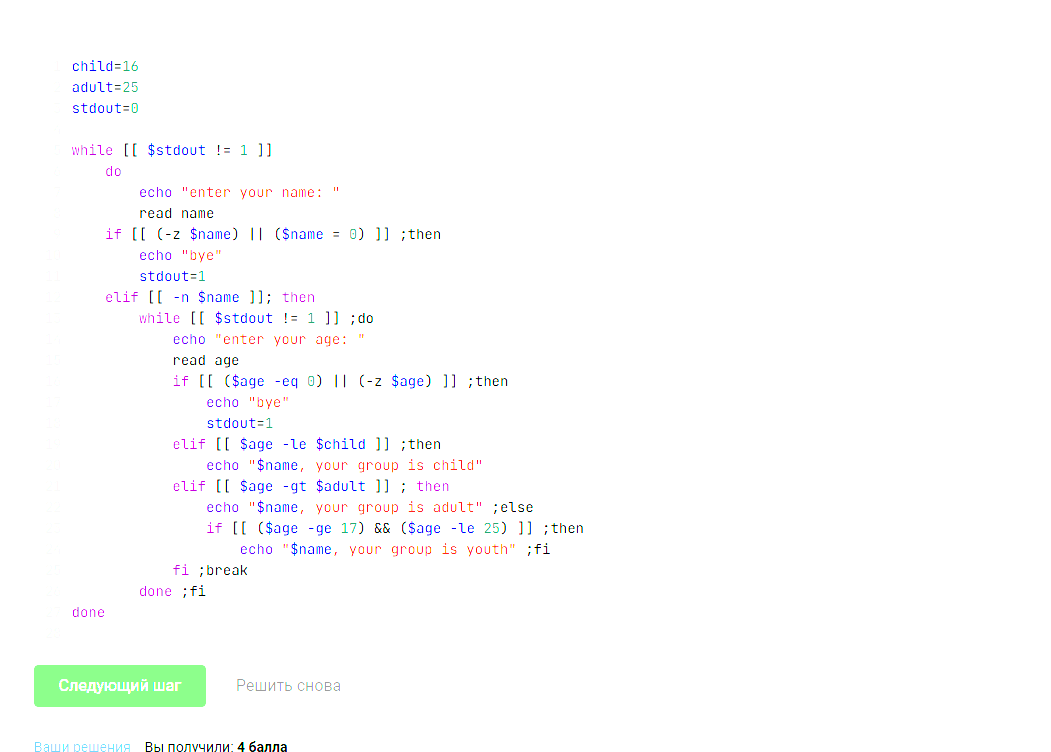 child=16
adult=25
stdout=0
while [[ $stdout != 1 ]]
do
echo "enter your name: "
read name
if [[ (-z $name) || ($name = 0) ]] ;then
echo "bye"
stdout=1
elif [[ -n $name ]]; then
while [[ $stdout != 1 ]] ;do
echo "enter your age: "
read age
if [[ ($age -eq 0) || (-z $age) ]] ;then
echo "bye"
stdout=1
elif [[ $age -le $child ]] ;then
echo "$name, your group is child"
elif [[ $age -gt $adult ]] ; then
echo "$name, your group is adult" ;else
if [[ ($age -ge 17) && ($age -le 25) ]] ;then
echo "$name, your group is youth" ;fi
fi ;break
done ;fi
done
Следующий шаг Решить снова
Ваши решения Вы получили: 4 балла